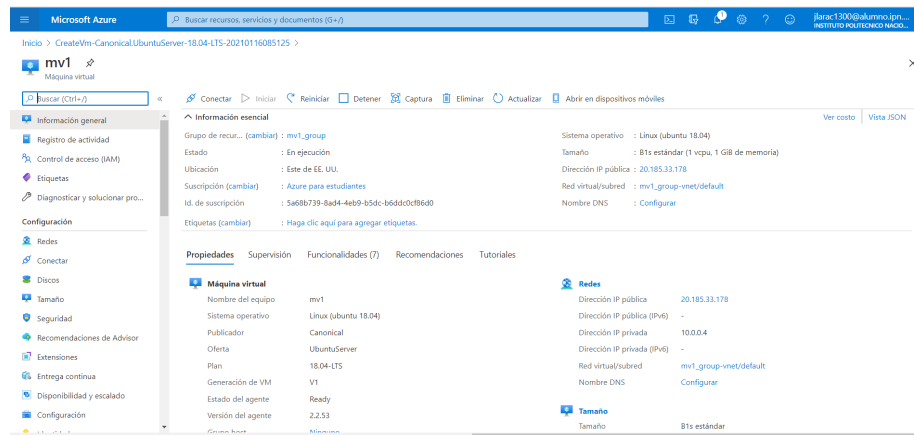 Microsoft Azure
Buscar recursos, servicios y documentos (G+/)
1
jlarac1300@alumno.ipn....
INSTITUTO POLITECNICO NACIO...
Inicio > CreateVm-Canonical.UbuntuServer-18.04-LTS-20210116085125 >
mv1
Máquina virtual
Buscar (Ctrl+/)
Conectar Iniciar Reiniciar Detener Captura Eliminar Actualizar Abrir en dispositivos móviles
Información general
Registro de actividad
Control de acceso (IAM)
Etiquetas
Diagnosticar y solucionar pro...
Configuración
Redes
Conectar
Discos
Tamaño
Seguridad
Recomendaciones de Advisor
Extensiones
Entrega continua
Disponibilidad y escalado
Configuración
Información esencial
Ver costo Vista JSON
Grupo de recur... (cambiar) : mv1_group
Estado : En ejecución
Ubicación : Este de EE. UU.
Suscripción (cambiar) : Azure para estudiantes
Id. de suscripción : 5a68b739-8ad4-4eb9-b5dc-b6ddc0cf86d0
Etiquetas (cambiar) : Haga clic aquí para agregar etiquetas.
Sistema operativo : Linux (ubuntu 18.04)
Tamaño : B1s estándar (1 vcpu, 1 GiB de memoria)
Dirección IP pública : 20.185.33.178
Red virtual/subred : mv1_group-vnet/default
Nombre DNS : Configurar
Propiedades Supervisión Funcionalidades (7) Recomendaciones Tutoriales
Máquina virtual
Nombre del equipo mv1
Sistema operativo Linux (ubuntu 18.04)
Publicador Canonical
Oferta UbuntuServer
Plan 18.04-LTS
Generación de VM V1
Estado del agente Ready
Versión del agente 2.2.53
Grupo host Ninguno
Redes
Dirección IP pública 20.185.33.178
Dirección IP pública (IPv6) -
Dirección IP privada 10.0.0.4
Dirección IP privada (IPv6) -
Red virtual/subred mv1_group-vnet/default
Nombre DNS Configurar
Tamaño
Tamaño B1s estándar